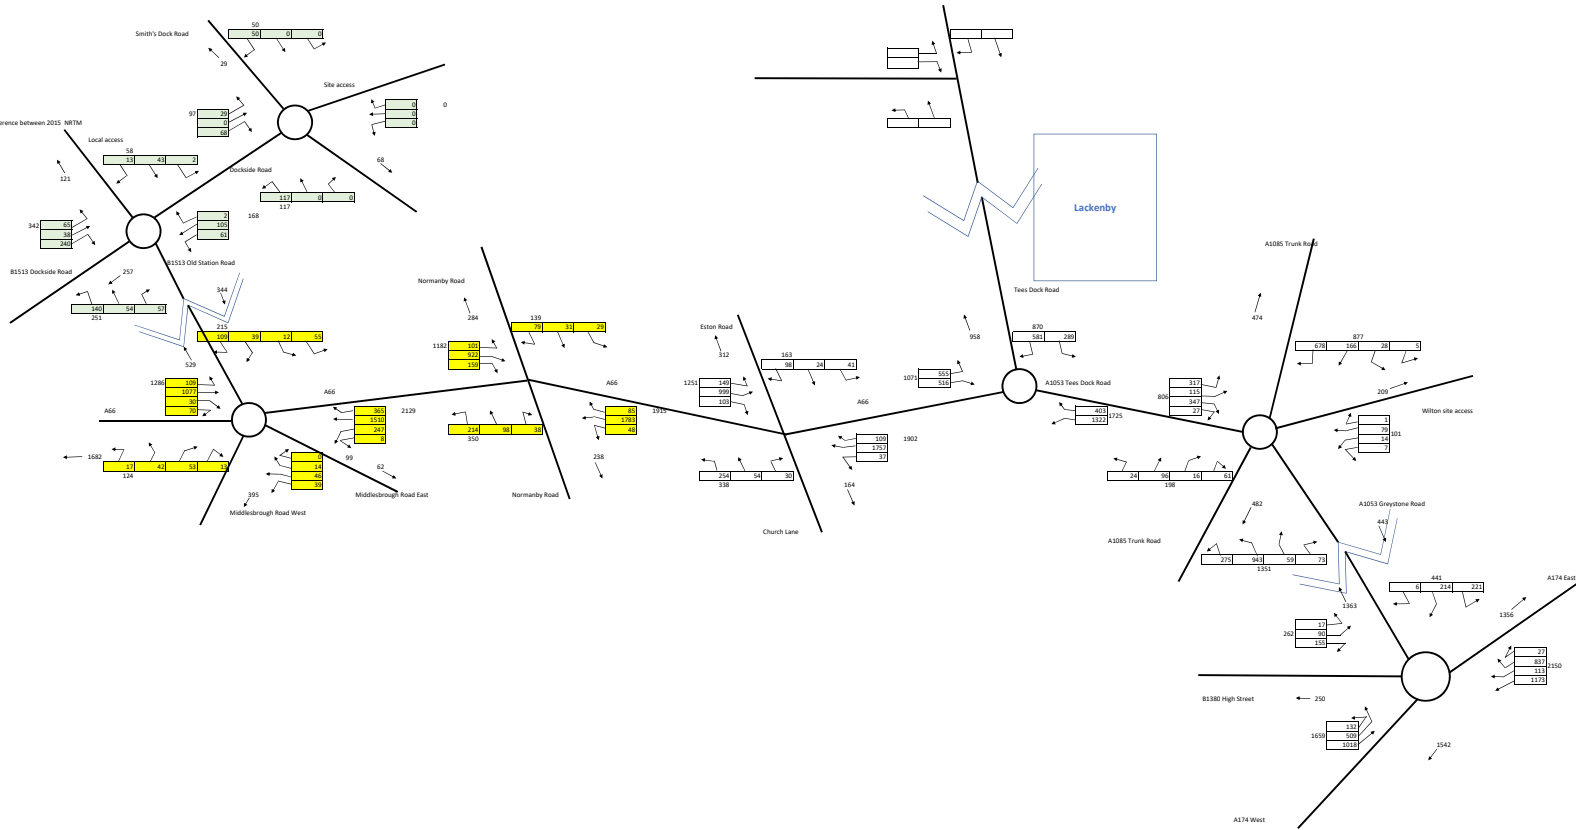 50
Smith's Dock Road
50 0 0
29
Site access
97 29
0
68
0 0
0
0
erence between 2015 NRTM
Local access
58
13 43 2
121
68
Dockside Road
117 0 0
117
342 65
38
240
2 168
105
61
B1513 Dockside Road
257
B1513 Old Station Road
344
140 54 57
251
215
109 39 12 55
529
1286 109
1077
30
70
A66
A66
365 2129
1510
247
8
1682
17 42 53 13
124
0
14
46
39
99
62
395
Middlesbrough Road East
Middlesbrough Road West
Normanby Road
284
139
79 31 29
1182 101
922
159
A66
214 98 38
350
85 1915
1783
48
238
Normanby Road
Eston Road
312
163
98 24 41
1251 149
999
103
A66
109 1902
1757
37
254 54 30
338
164
Church Lane
Lackenby
Tees Dock Road
958
870
581 289
1071 555
516
A1053 Tees Dock Road
403 1725
1322
A1085 Trunk Road
474
877
678 166 28 5
806 317
115
347
27
209
Wilton site access
1 101
79
14
7
24 96 16 61
198
482
A1053 Greystone Road
443
A1085 Trunk Road
275 943 59 73
1351
1363
441
6 214 221
A174 East
1356
262 17
90
155
27 2150
837
113
1173
B1380 High Street
250
1659 132
509
1018
1542
A174 West